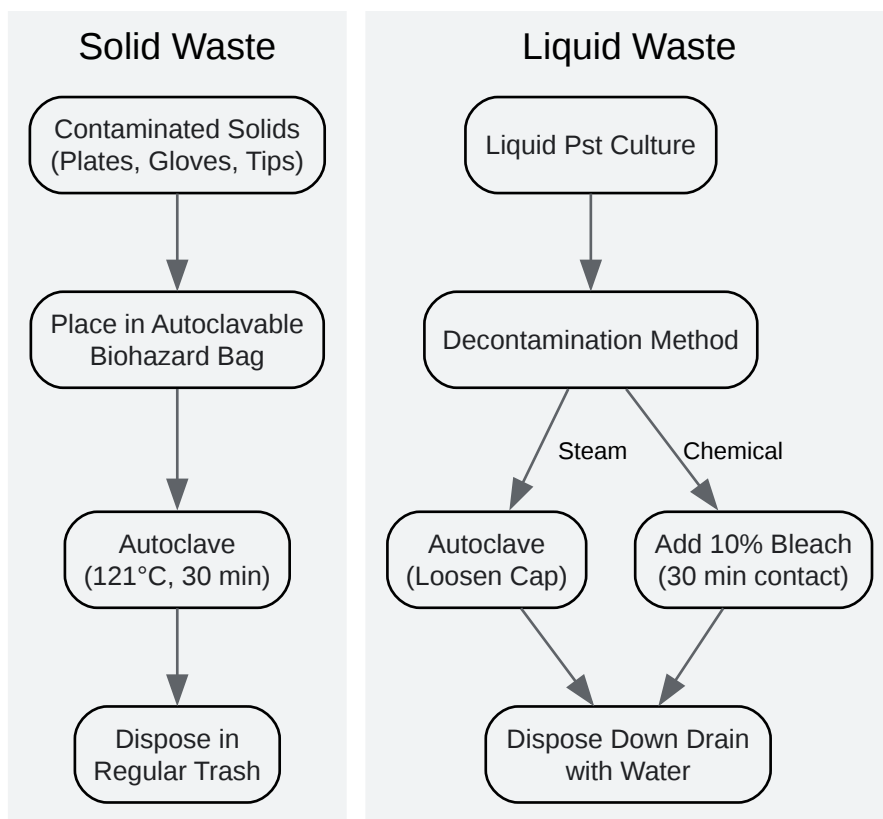 Solid Waste
Contaminated Solids
(Plates, Gloves, Tips)
Place in Autoclavable
Biohazard Bag
Autoclave
(121°C, 30 min)
Dispose in
Regular Trash
Liquid Waste
Liquid Pst Culture
Decontamination Method
Steam
Chemical
Autoclave
(Loosen Cap)
Add 10% Bleach
(30 min contact)
Dispose Down Drain
with Water